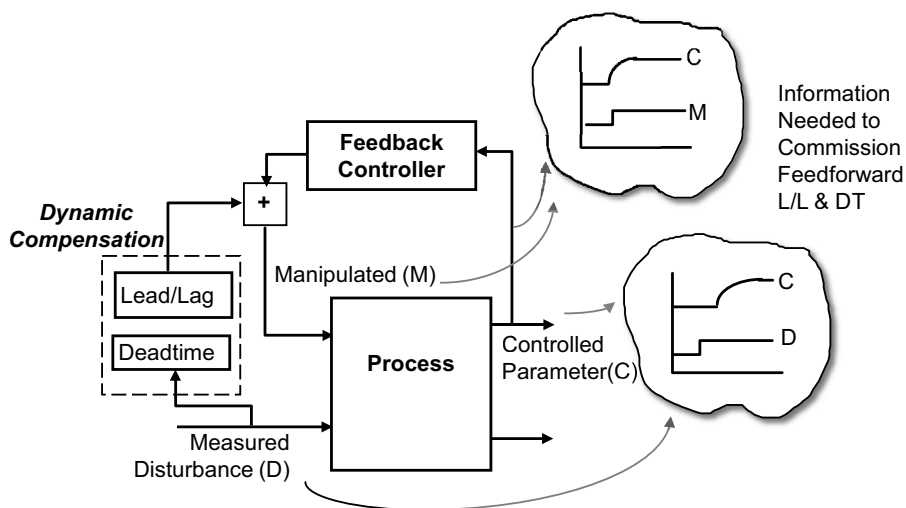 C
M
Information
Needed to
Commission
Feedforward
L/L & DT
Feedback
Controller
+
Dynamic
Compensation
Manipulated (M)
Lead/Lag
Deadtime
Process
Controlled
Parameter(C)
C
D
Measured
Disturbance (D)